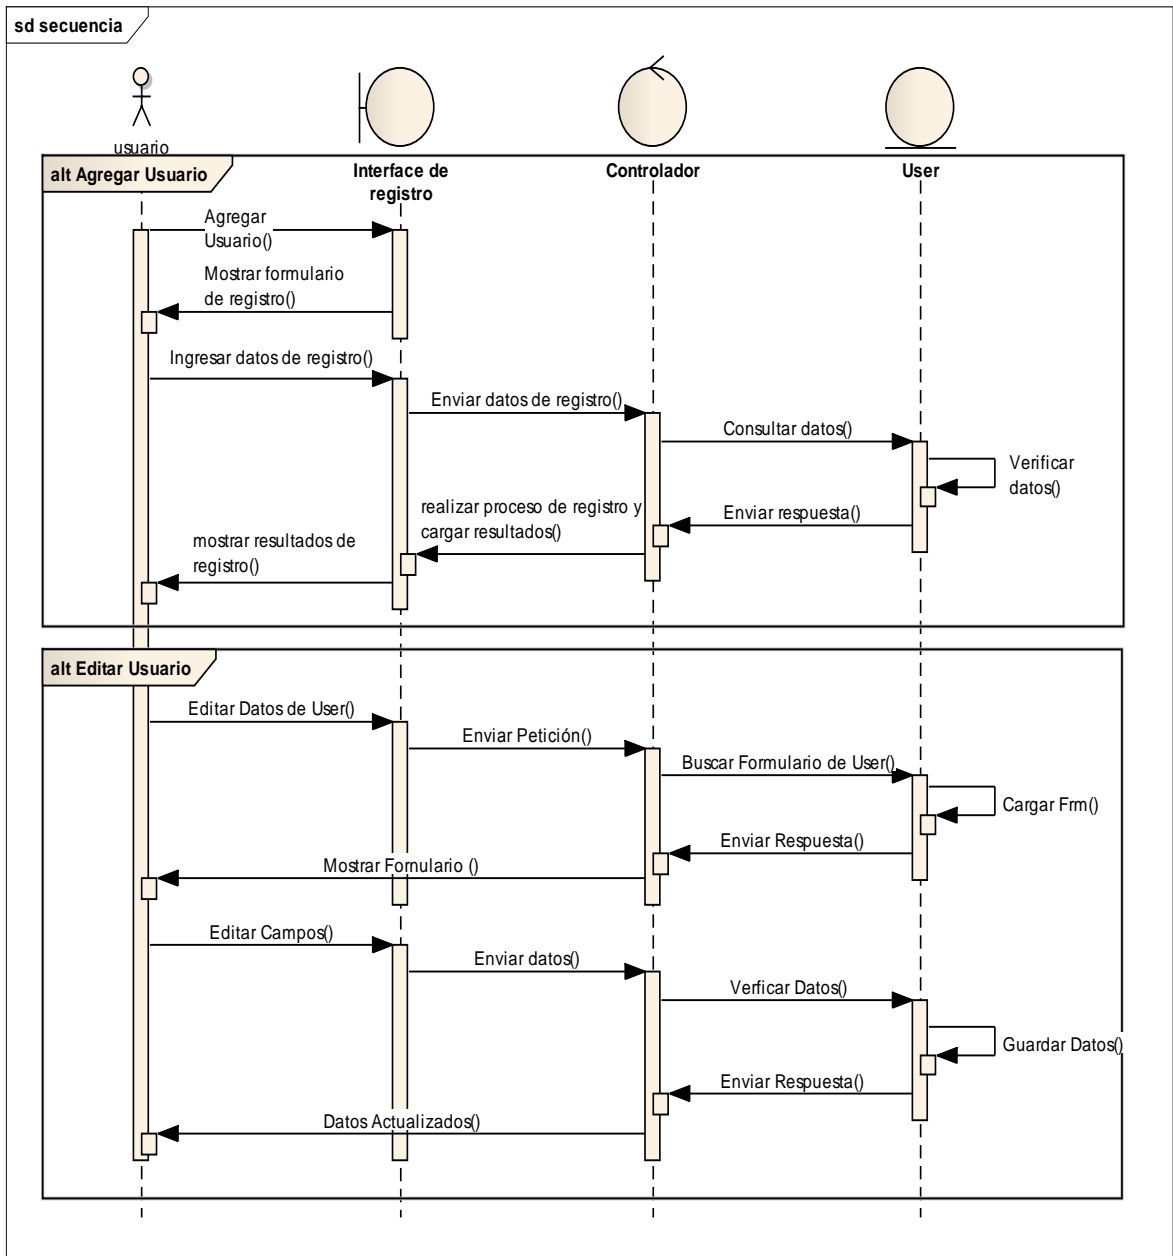 sd secuencia
usuario
alt Agregar Usuario
Interface de
registro
Controlador
User
Agregar
Usuario()
Mostrar formulario
de registro()
Ingresar datos de registro()
Enviar datos de registro()
Consultar datos()
Verificar
datos()
Enviar respuesta()
realizar proceso de registro y
cargar resultados()
mostrar resultados de
registro()
alt Editar Usuario
Editar Datos de User()
Enviar Petición()
Buscar Formulario de User()
Cargar Frm()
Enviar Respuesta()
Mostrar Fomulario ()
Editar Campos()
Enviar datos()
Verficar Datos()
Guardar Datos()
Enviar Respuesta()
Datos Actualizados()